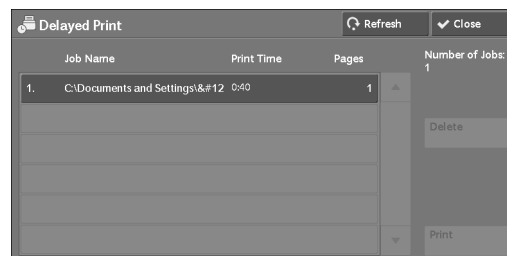 Delayed Print
Refresh
Close
Job Name Print Time Pages
Number of Jobs:
1
1. C:\Documents and Settings\&#12 0:40 1
Delete
Print